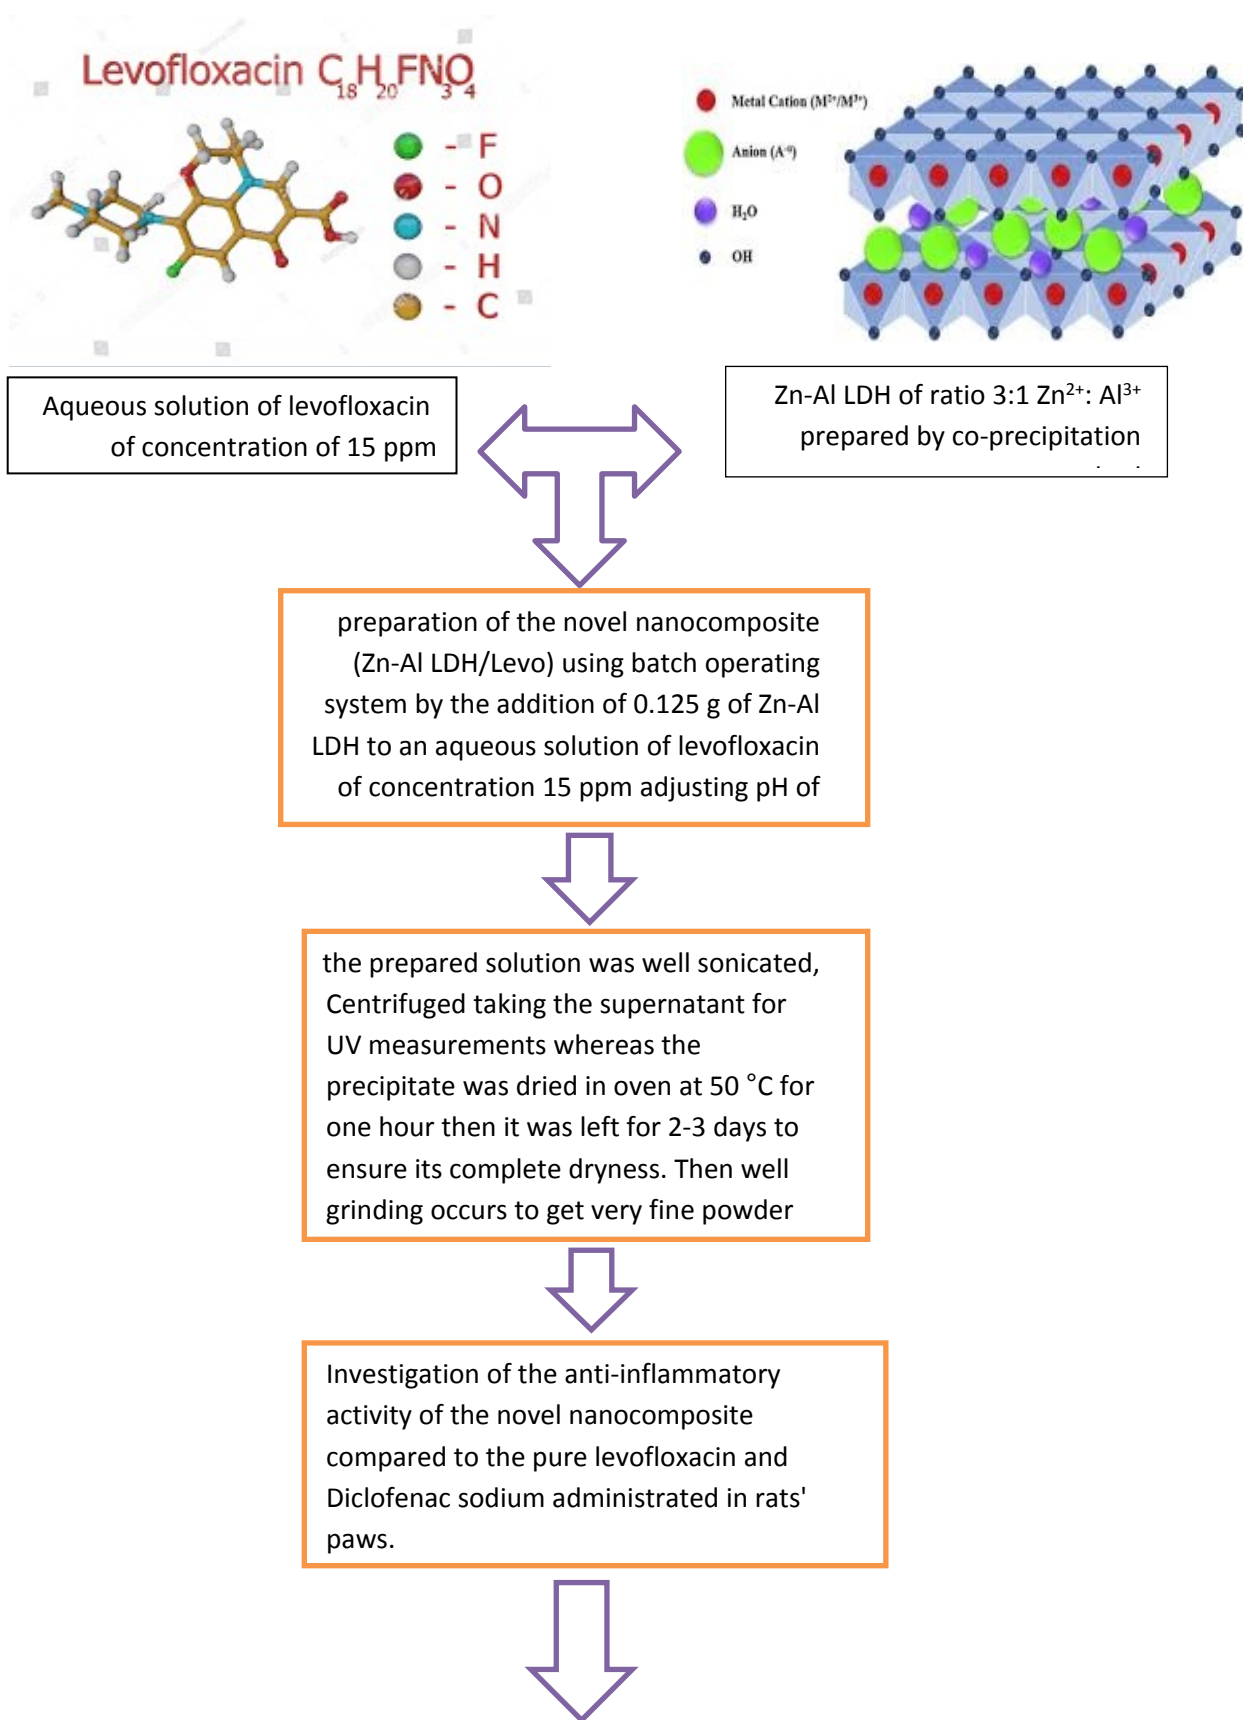 Levofloxacin C18H20FN3O4
- F
- O
- N
- H
- C
Metal Cation (M²⁺/M³⁺)
Anion (Aⁿ⁻)
H₂O
OH
Aqueous solution of levofloxacin
of concentration of 15 ppm
Zn-Al LDH of ratio 3:1 Zn²⁺: Al³⁺
prepared by co-precipitation
preparation of the novel nanocomposite
(Zn-Al LDH/Levo) using batch operating
system by the addition of 0.125 g of Zn-Al
LDH to an aqueous solution of levofloxacin
of concentration 15 ppm adjusting pH of
the prepared solution was well sonicated,
Centrifuged taking the supernatant for
UV measurements whereas the
precipitate was dried in oven at 50 °C for
one hour then it was left for 2-3 days to
ensure its complete dryness. Then well
grinding occurs to get very fine powder
Investigation of the anti-inflammatory
activity of the novel nanocomposite
compared to the pure levofloxacin and
Diclofenac sodium administrated in rats'
paws.